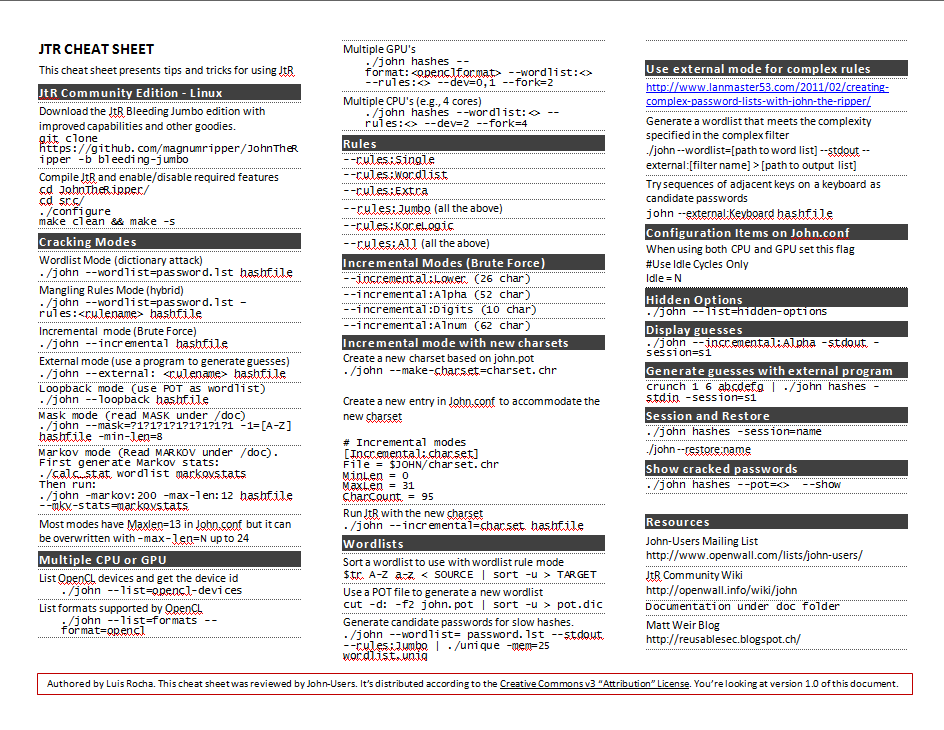 JTR CHEAT SHEET
This cheat sheet presents tips and tricks for using JtR
JtR Community Edition - Linux
Download the JtR Bleeding Jumbo edition with
improved capabilities and other goodies.
git clone
https://github.com/magnumripper/JohnTheR
ipper -b bleeding-jumbo
Compile JtR and enable/disable required features
cd JohnTheRipper/
cd src/
./configure
make clean && make -s
Cracking Modes
Wordlist Mode (dictionary attack)
./john --wordlist=password.lst hashfile
Mangling Rules Mode (hybrid)
./john --wordlist=password.lst –
rules:<rulename> hashfile
Incremental mode (Brute Force)
./john --incremental hashfile
External mode (use a program to generate guesses)
./john --external: <rulename> hashfile
Loopback mode (use POT as wordlist)
./john --loopback hashfile
Mask mode (read MASK under /doc)
./john --mask=?1?1?1?1?1?1?1?1 -1=[A-Z]
hashfile -min-len=8
Markov mode (Read MARKOV under /doc).
First generate Markov stats:
./calc_stat wordlist markovstats
Then run:
./john -markov:200 -max-len:12 hashfile
--mkv-stats=markovstats
Most modes have Maxlen=13 in John.conf but it can
be overwritten with -max-len=N up to 24
Multiple CPU or GPU
List OpenCL devices and get the device id
./john --list=opencl-devices
List formats supported by OpenCL
./john --list=formats --
format=opencl
Multiple GPU's
./john hashes --
format:<openclformat> --wordlist:<>
--rules:<> --dev=0,1 --fork=2
Multiple CPU's (e.g., 4 cores)
./john hashes --wordlist:<> --
rules:<> --dev=2 --fork=4
Rules
--rules:Single
--rules:Wordlist
--rules:Extra
--rules:Jumbo (all the above)
--rules:KoreLogic
--rules:All (all the above)
Incremental Modes (Brute Force)
--incremental:Lower (26 char)
--incremental:Alpha (52 char)
--incremental:Digits (10 char)
--incremental:Alnum (62 char)
Incremental mode with new charsets
Create a new charset based on john.pot
./john --make-charset=charset.chr
Create a new entry in John.conf to accommodate the
new charset
# Incremental modes
[Incremental:charset]
File = $JOHN/charset.chr
MinLen = 0
MaxLen = 31
CharCount = 95
Run JtR with the new charset
./john --incremental=charset hashfile
Wordlists
Sort a wordlist to use with wordlist rule mode
$tr A-Z a-z < SOURCE | sort -u > TARGET
Use a POT file to generate a new wordlist
cut -d: -f2 john.pot | sort -u > pot.dic
Generate candidate passwords for slow hashes.
./john --wordlist= password.lst --stdout
--rules:Jumbo | ./unique -mem=25
wordlist.uniq
Use external mode for complex rules
http://www.lanmaster53.com/2011/02/creating-
complex-password-lists-with-john-the-ripper/
Generate a wordlist that meets the complexity
specified in the complex filter
./john --wordlist=[path to word list] --stdout --
external:[filter name] > [path to output list]
Try sequences of adjacent keys on a keyboard as
candidate passwords
john --external:Keyboard hashfile
Configuration Items on John.conf
When using both CPU and GPU set this flag
#Use Idle Cycles Only
Idle = N
Hidden Options
./john --list=hidden-options
Display guesses
./john --incremental:Alpha -stdout -
session=s1
Generate guesses with external program
crunch 1 6 abcdefg | ./john hashes -
stdin -session=s1
Session and Restore
./john hashes -session=name
./john --restore:name
Show cracked passwords
./john hashes --pot=<> --show
Resources
John-Users Mailing List
http://www.openwall.com/lists/john-users/
JtR Community Wiki
http://openwall.info/wiki/john
Documentation under doc folder
Matt Weir Blog
http://reusablesec.blogspot.ch/
Authored by Luis Rocha. This cheat sheet was reviewed by John-Users. It's distributed according to the Creative Commons v3 “Attribution” License. You're looking at version 1.0 of this document.